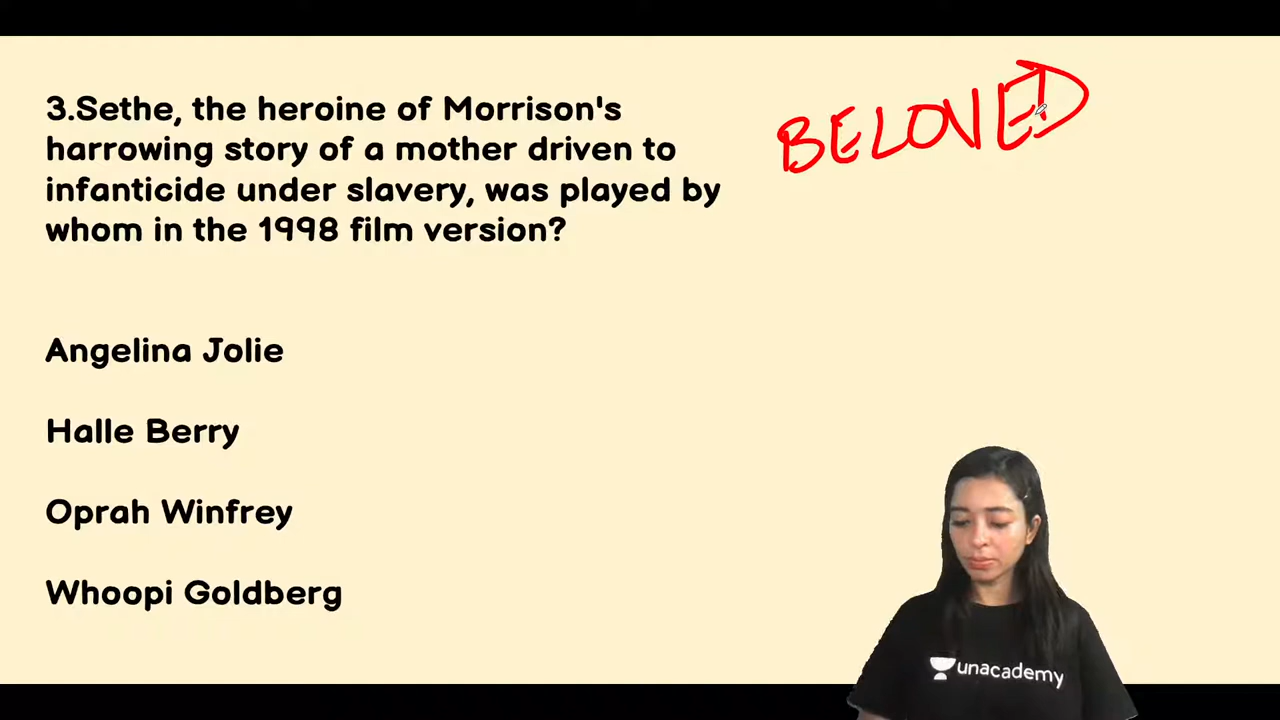 3.Sethe, the heroine of Morrison's
harrowing story of a mother driven to
infanticide under slavery, was played by
whom in the 1998 film version?
BELOVED
Angelina Jolie
Halle Berry
Oprah Winfrey
Whoopi Goldberg
unacademy